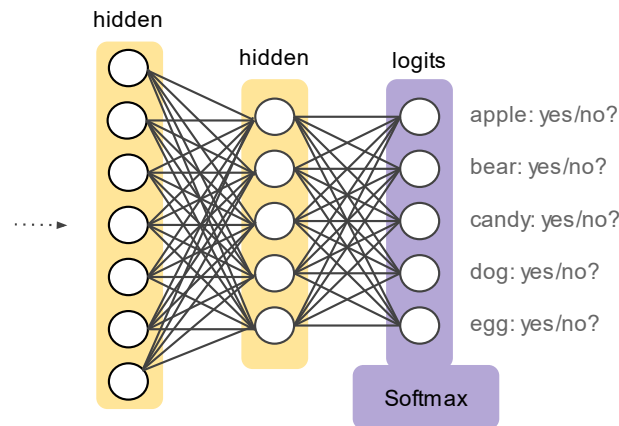 hidden
hidden
logits
apple: yes/no?
bear: yes/no?
candy: yes/no?
dog: yes/no?
egg: yes/no?
Softmax